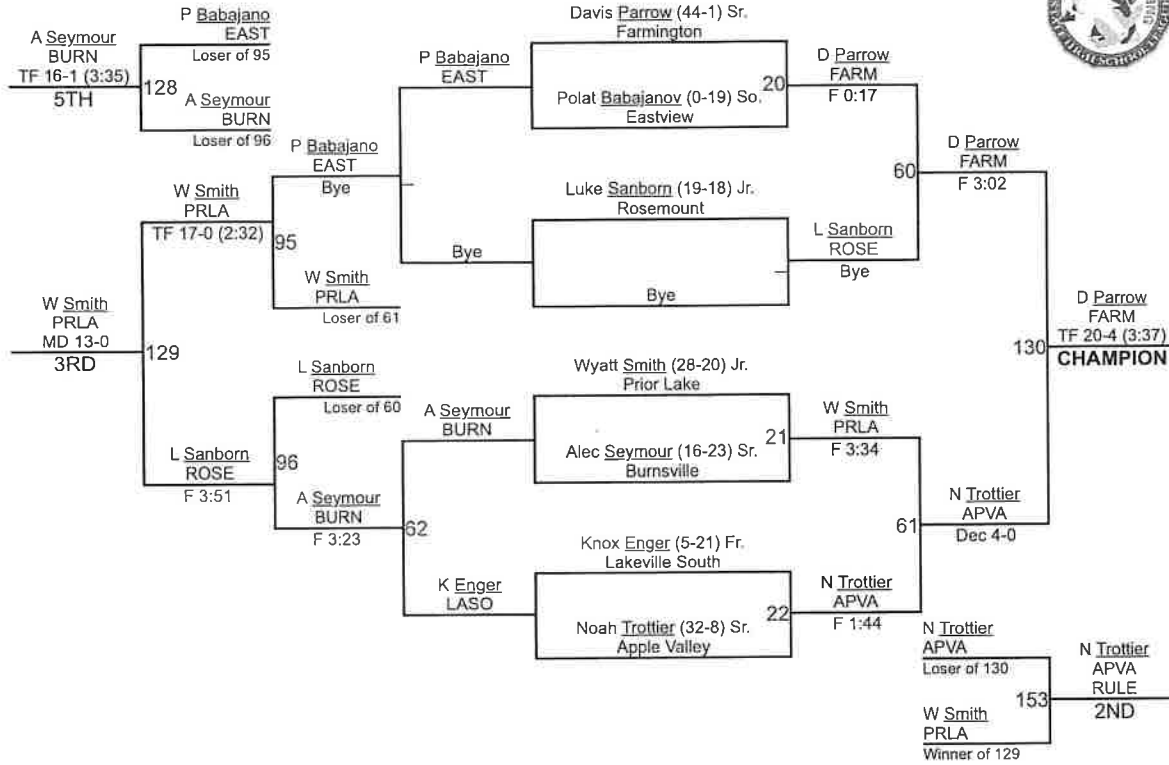 P Babajano
EAST
Loser of 95
A Seymour
BURN
TF 16-1 (3:35)
5TH
128
A Seymour
BURN
Loser of 96
P Babajano
EAST
Bye
W Smith
PRLA
TF 17-0 (2:32)
95
W Smith
PRLA
Loser of 61
W Smith
PRLA
MD 13-0
3RD
129
L Sanborn
ROSE
Loser of 60
L Sanborn
ROSE
F 3:51
96
A Seymour
BURN
F 3:23
P Babajano
EAST
Bye
A Seymour
BURN
62
K Enger
LASO
Davis Parrow (44-1) Sr.
Farmington
20
Polat Babajanov (0-19) So.
Eastview
Luke Sanborn (19-18) Jr.
Rosemount
Bye
Wyatt Smith (28-20) Jr.
Prior Lake
21
Alec Seymour (16-23) Sr.
Burnsville
Knox Enger (5-21) Fr.
Lakeville South
22
Noah Trottier (32-8) Sr.
Apple Valley
D Parrow
FARM
F 0:17
60
L Sanborn
ROSE
Bye
W Smith
PRLA
F 3:34
61
N Trottier
APVA
F 1:44
D Parrow
FARM
F 3:02
130
N Trottier
APVA
Dec 4-0
D Parrow
FARM
TF 20-4 (3:37)
CHAMPION
N Trottier
APVA
Loser of 130
153
W Smith
PRLA
Winner of 129
N Trottier
APVA
RULE
2ND